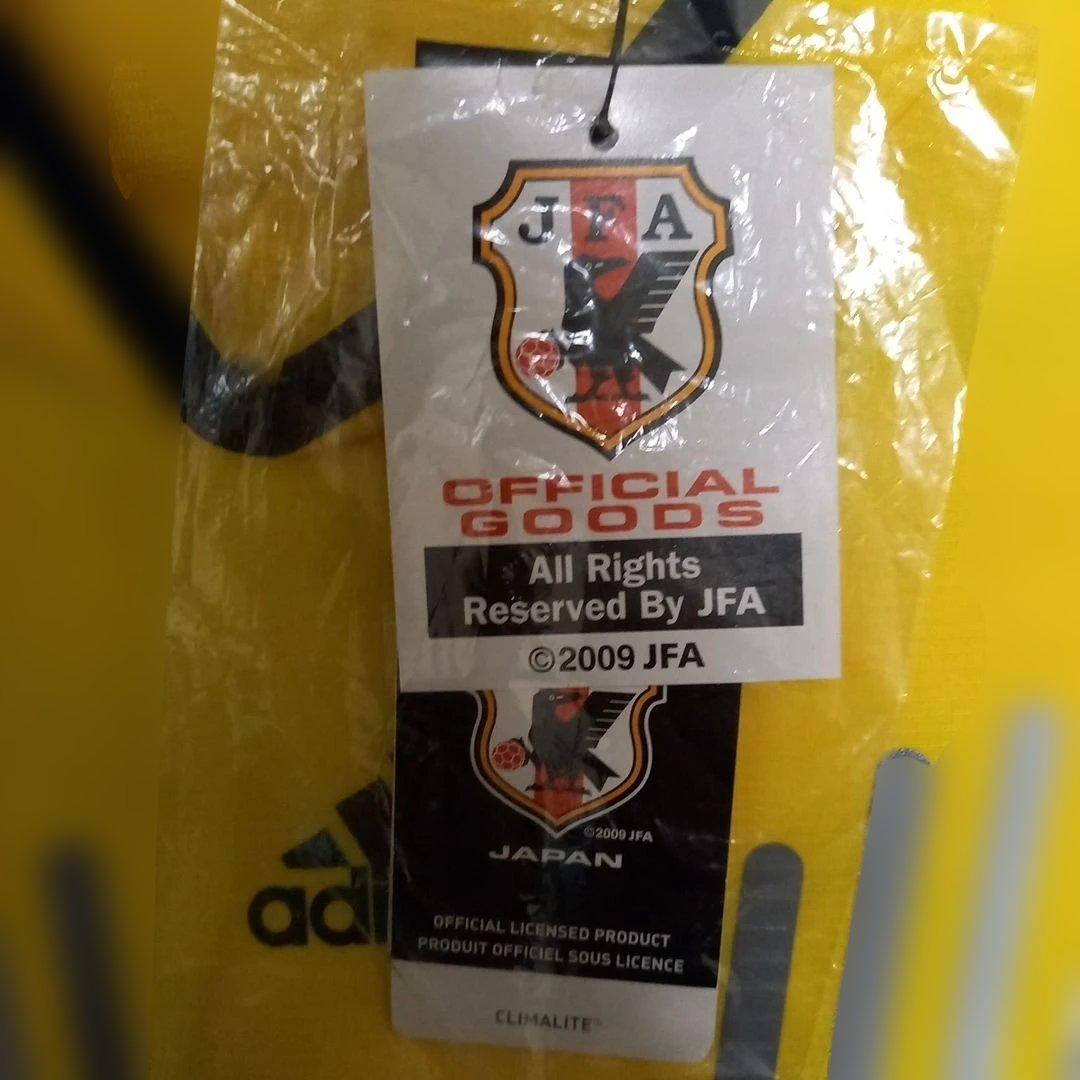 JFA
OFFICIAL
GOODS
All Rights
Reserved By JFA
©2009 JFA
©2009 JFA
JAPAN
adi
OFFICIAL LICENSED PRODUCT
PRODUIT OFFICIEL SOUS LICENCE
CLIMALITE®